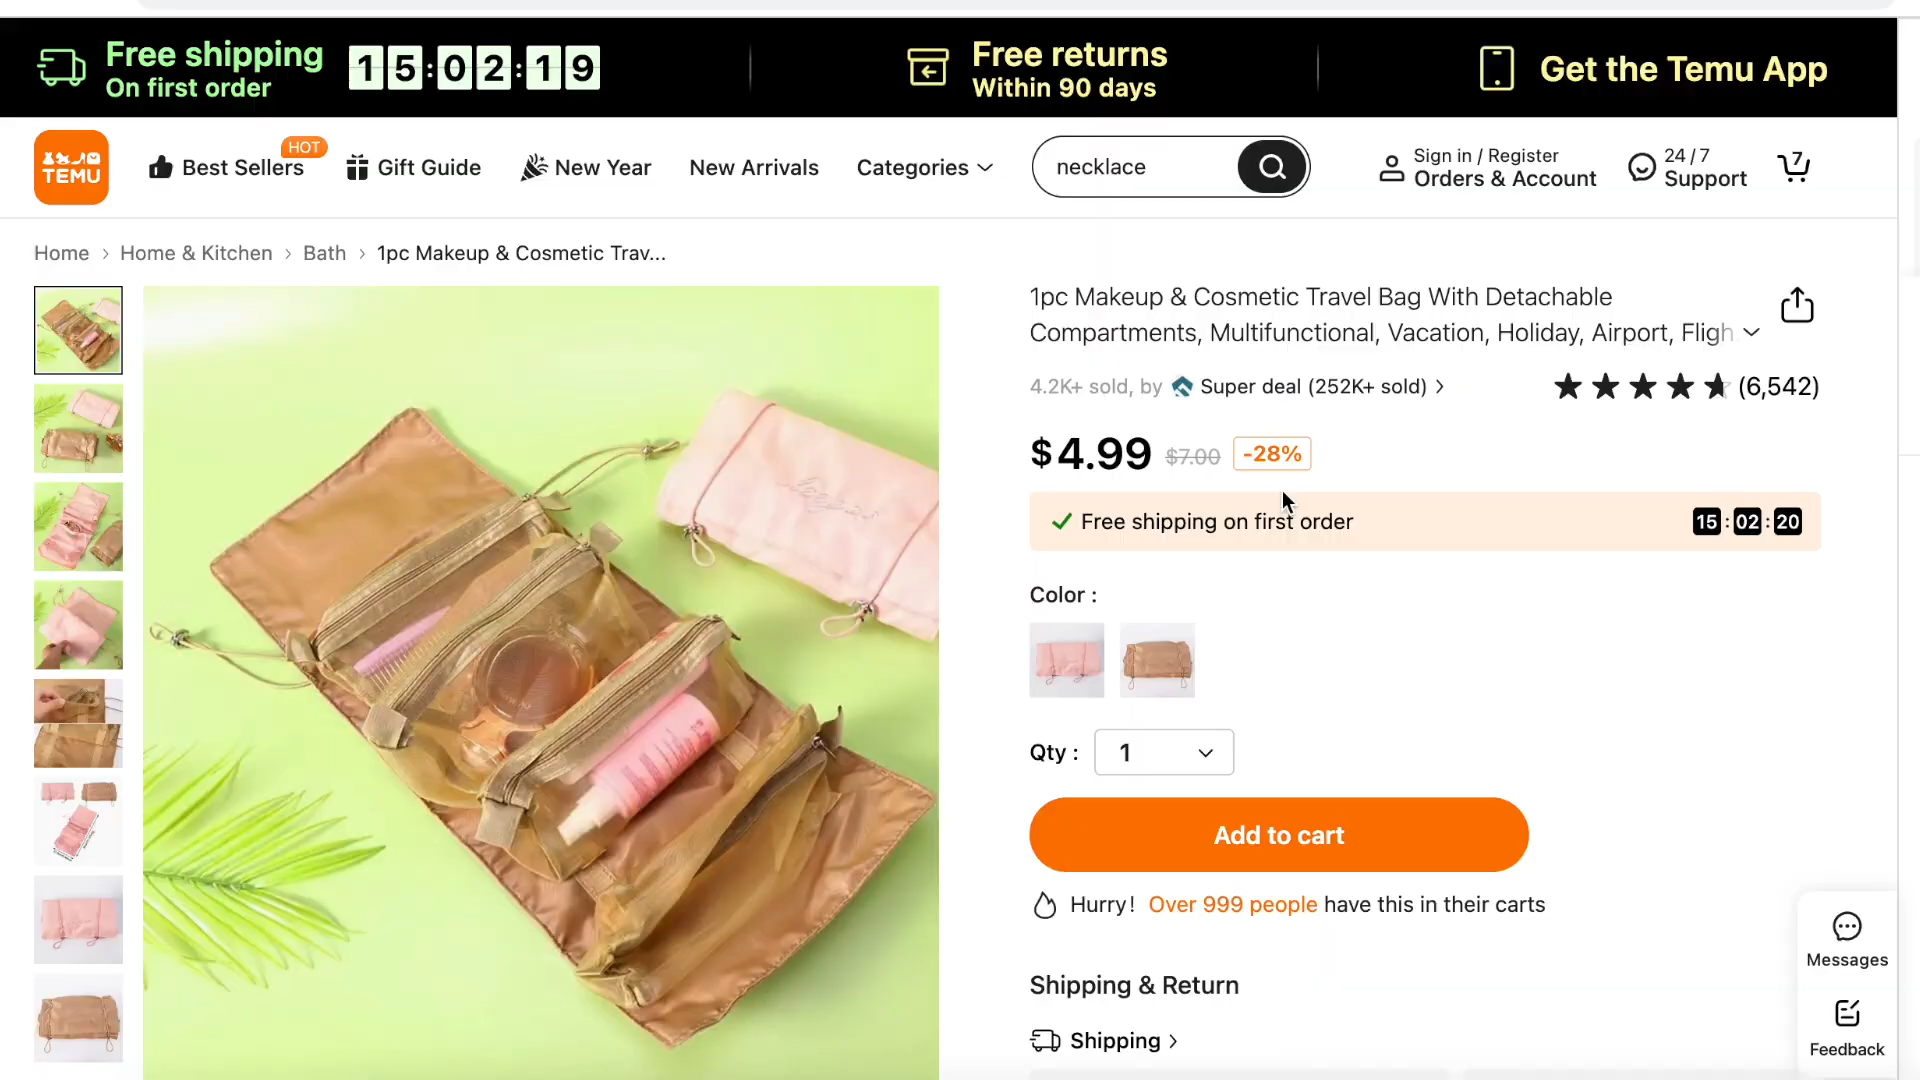 Free shipping
On first order
15:02:19
Free returns
Within 90 days
Get the Temu App
TEMU
Best Sellers
HOT
Gift Guide
New Year
New Arrivals
Categories
necklace
Sign in / Register
Orders & Account
24 / 7
Support
7
Home > Home & Kitchen > Bath > 1pc Makeup & Cosmetic Trav...
1pc Makeup & Cosmetic Travel Bag With Detachable
Compartments, Multifunctional, Vacation, Holiday, Airport, Fligh
4.2K+ sold, by Super deal (252K+ sold) >
(6,542)
$4.99 $7.00 -28%
Free shipping on first order
15:02:20
Color :
Qty : 1
Add to cart
Hurry! Over 999 people have this in their carts
Shipping & Return
Shipping >
Messages
Feedback